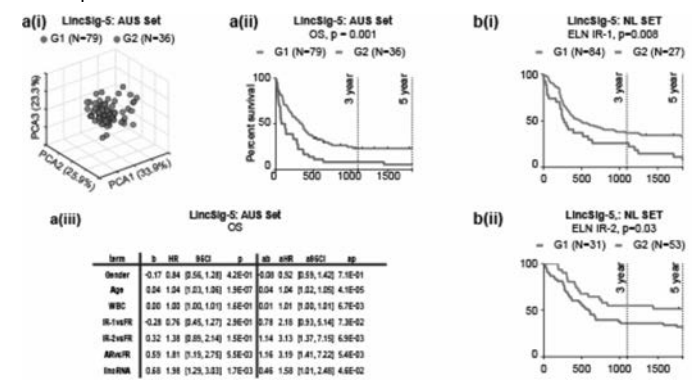 a(i)
LincSig-5: AUS Set
G1 (N=79) G2 (N=36)
PCA3 (23.3%)
PCA2 (25.9%)
PCA1 (33.9%)
a(ii)
LincSig-5: AUS Set
OS, p = 0.001
G1 (N=79) G2 (N=36)
Percent survival
100
50
0
3 year
5 year
0 500 1000
b(i)
LincSig-5: NL SET
ELN IR-1, p=0.008
G1 (N=84) G2 (N=27)
100
50
0
3 year
5 year
0 500 1000
a(iii)
LincSig-5: AUS Set
OS
term b HR 95CI p ab aHR a95CI ap
Gender -0.17 0.84 [0.56, 1.28] 4.2E-01 -0.08 0.92 [0.59, 1.42] 7.1E-01
Age 0.04 1.04 [1.03, 1.06] 1.9E-07 0.04 1.04 [1.02, 1.05] 4.1E-05
WBC 0.00 1.00 [1.00, 1.01] 1.6E-01 0.01 1.01 [1.00, 1.01] 6.7E-03
IR-1vsFR -0.28 0.76 [0.45, 1.27] 2.9E-01 0.78 2.18 [0.93, 5.14] 7.3E-02
IR-2vsFR 0.32 1.38 [0.89, 2.14] 1.5E-01 1.14 3.13 [1.37, 7.15] 6.9E-03
ARvsFR 0.59 1.81 [1.19, 2.75] 5.5E-03 1.16 3.19 [1.41, 7.22] 5.4E-03
lincRNA 0.68 1.98 [1.29, 3.03] 1.7E-03 0.46 1.58 [1.01, 2.48] 4.6E-02
b(ii)
LincSig-5,: NL SET
ELN IR-2, p=0.03
G1 (N=31) G2 (N=53)
100
50
0
3 year
5 year
0 500 1000